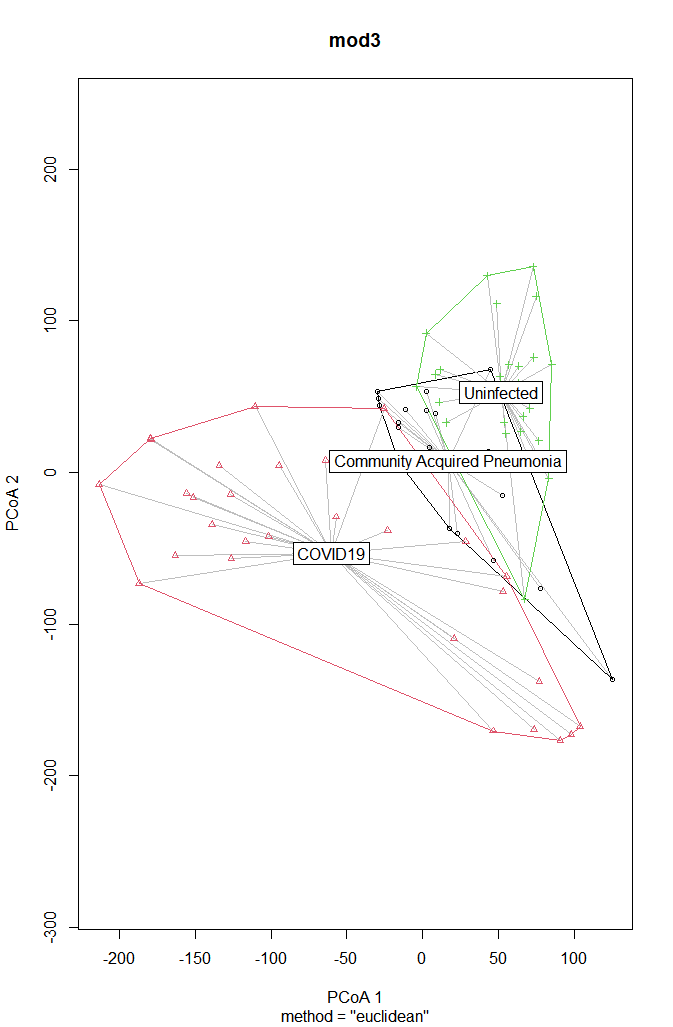 mod3
PCoA 2
200
100
0
-100
-200
-300
Uninfected
Community Acquired Pneumonia
COVID19
-200 -150 -100 -50 0 50 100
PCoA 1
method = "euclidean"